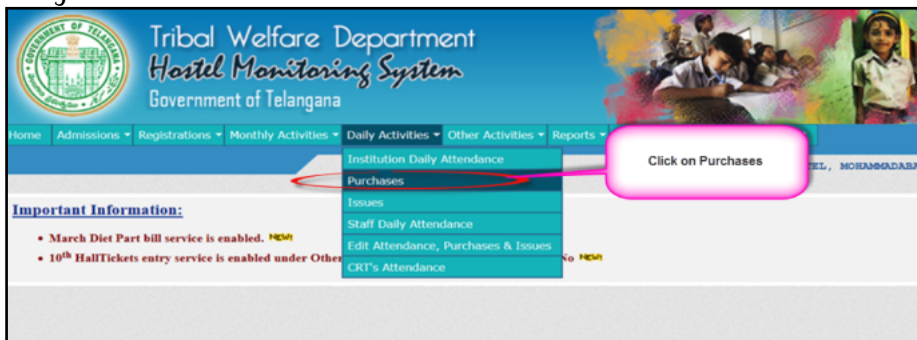 Tribal Welfare Department
Hostel Monitoring System
Government of Telangana
Home Admissions Registrations Monthly Activities Daily Activities Other Activities Reports
Institution Daily Attendance
Purchases
Issues
Staff Daily Attendance
Edit Attendance, Purchases & Issues
CRT's Attendance
Click on Purchases
MOHAMMADABA
Important Information:
• March Diet Part bill service is enabled. NEW!
• 10th HallTickets entry service is enabled under Other No NEW!